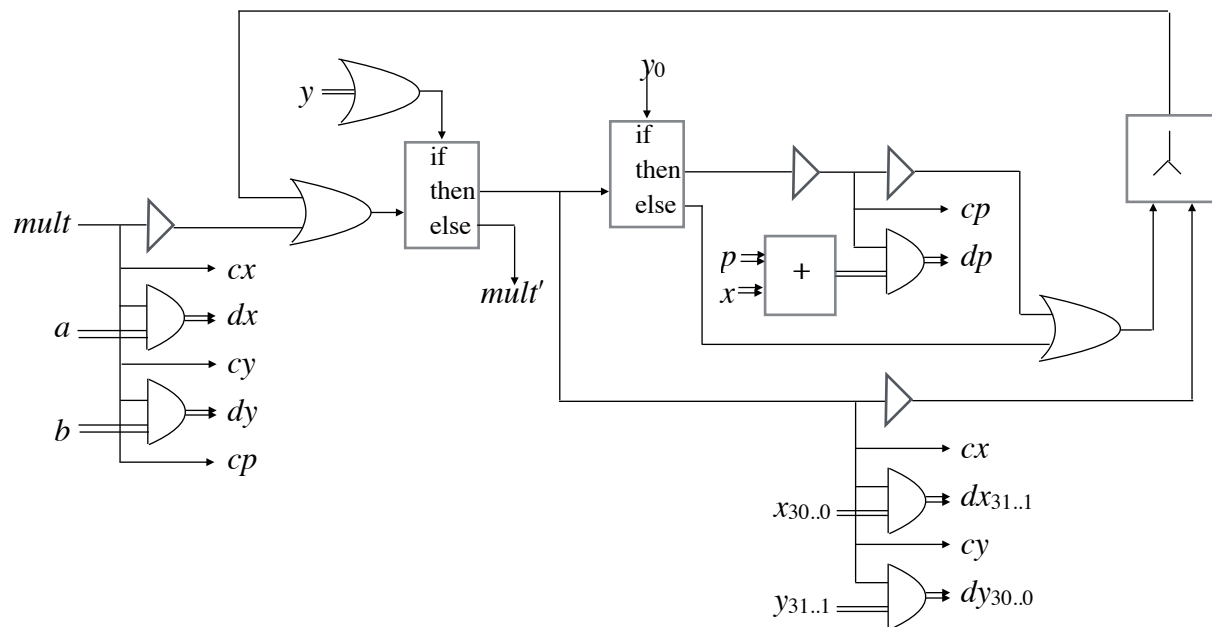 y
y0
if
then
else
if
then
else
mult
mult'
cx
a
dx
cy
b
dy
cp
p
x
+
cp
dp
cx
x30..0
dx31..1
cy
y31..1
dy30..0